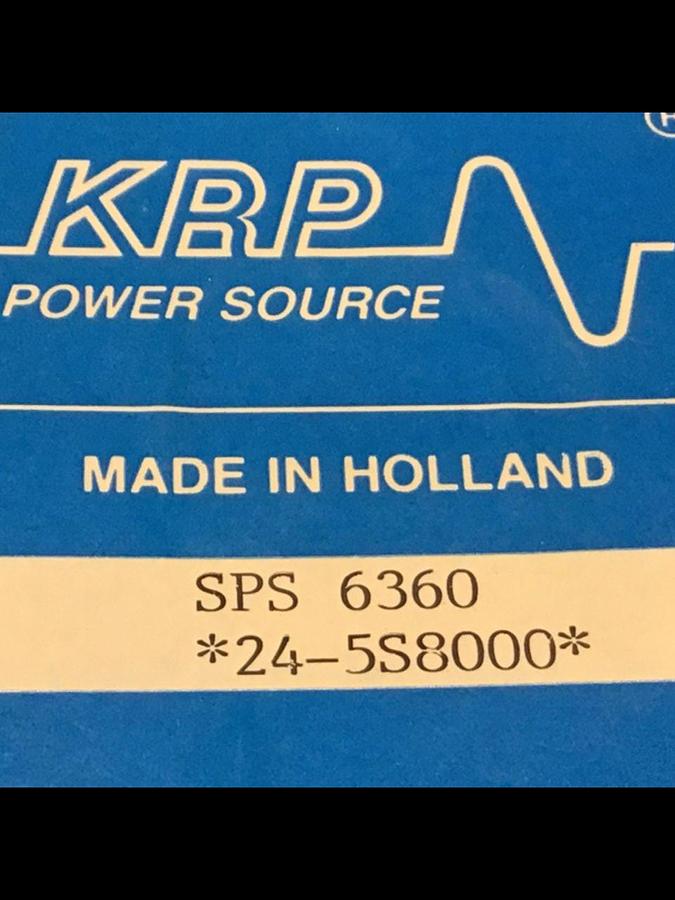 KRP
POWER SOURCE
MADE IN HOLLAND
SPS 6360
*24-5S8000*